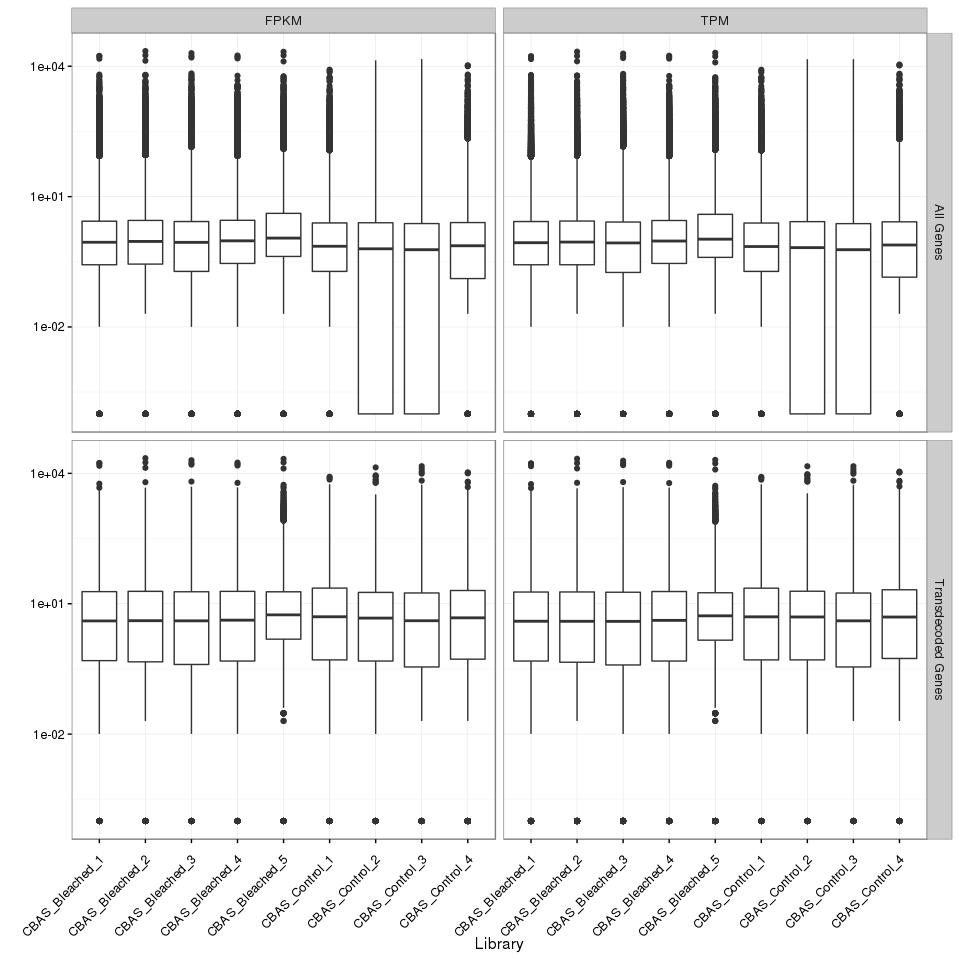 FPKM
TPM
1e+04
1e+01
1e-02
All Genes
1e+04
1e+01
1e-02
Transdecoded Genes
CBAS_Bleached_1
CBAS_Bleached_2
CBAS_Bleached_3
CBAS_Bleached_4
CBAS_Bleached_5
CBAS_Control_1
CBAS_Control_2
CBAS_Control_3
CBAS_Control_4
CBAS_Bleached_1
CBAS_Bleached_2
CBAS_Bleached_3
CBAS_Bleached_4
CBAS_Bleached_5
CBAS_Control_1
CBAS_Control_2
CBAS_Control_3
CBAS_Control_4
Library